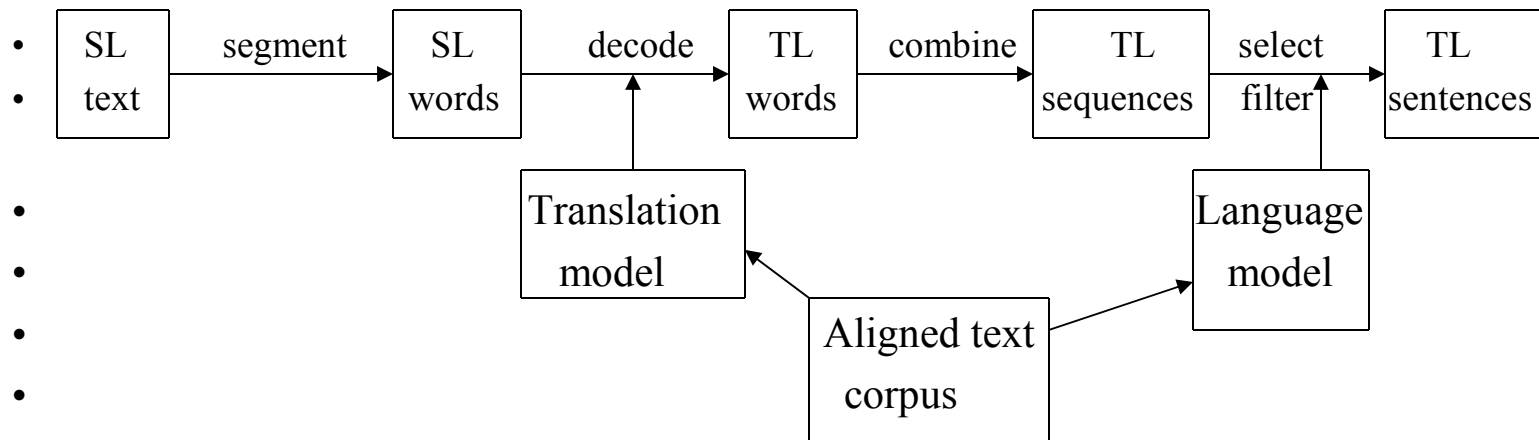 • SL segment SL decode TL combine TL select TL
• text words words sequences filter sentences
• Translation Language
• model model
• Aligned text
• corpus